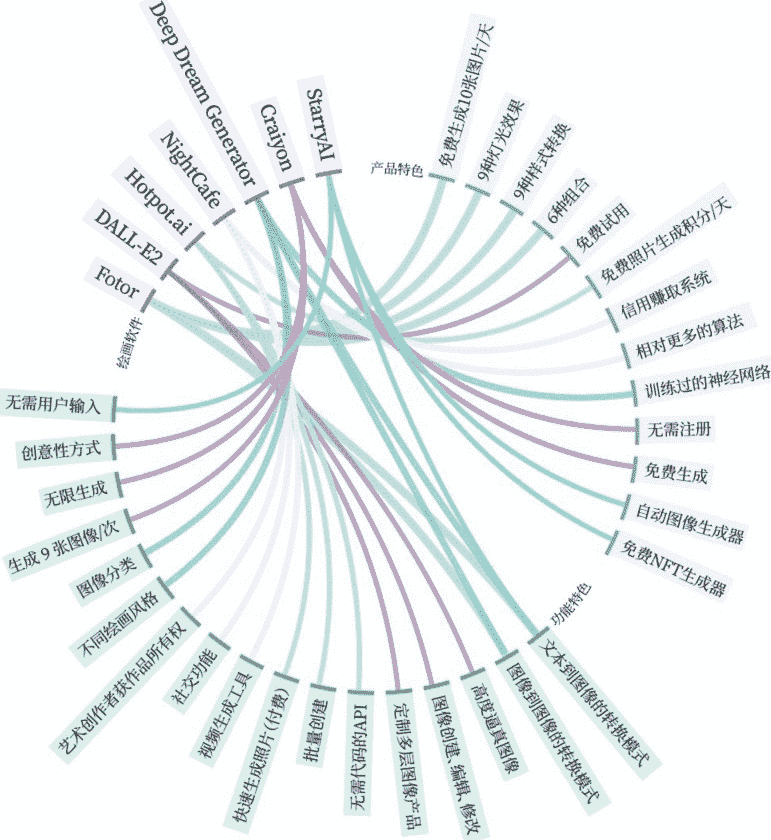 绘画软件
Fotor
DALL-E2
Hotpot.ai
NightCafe
Deep Dream Generator
Craiyon
StarryAI
产品特色
免费生成10张图片/天
9种灯光效果
9种样式转换
6种组合
免费试用
免费照片生成积分/天
信用赚取系统
相对更多的算法
训练过的神经网络
无需注册
免费生成
自动图像生成器
免费NFT生成器
功能特色
文本到图像的转换模式
图像到图像的转换模式
高度逼真图像
图像创建、编辑、修改
定制多层图像产品
无需代码的API
批量创建
快速生成照片(付费)
视频生成工具
社交功能
艺术创作者获作品所有权
不同绘画风格
图像分类
生成 9 张图像/次
无限生成
创意性方式
无需用户输入